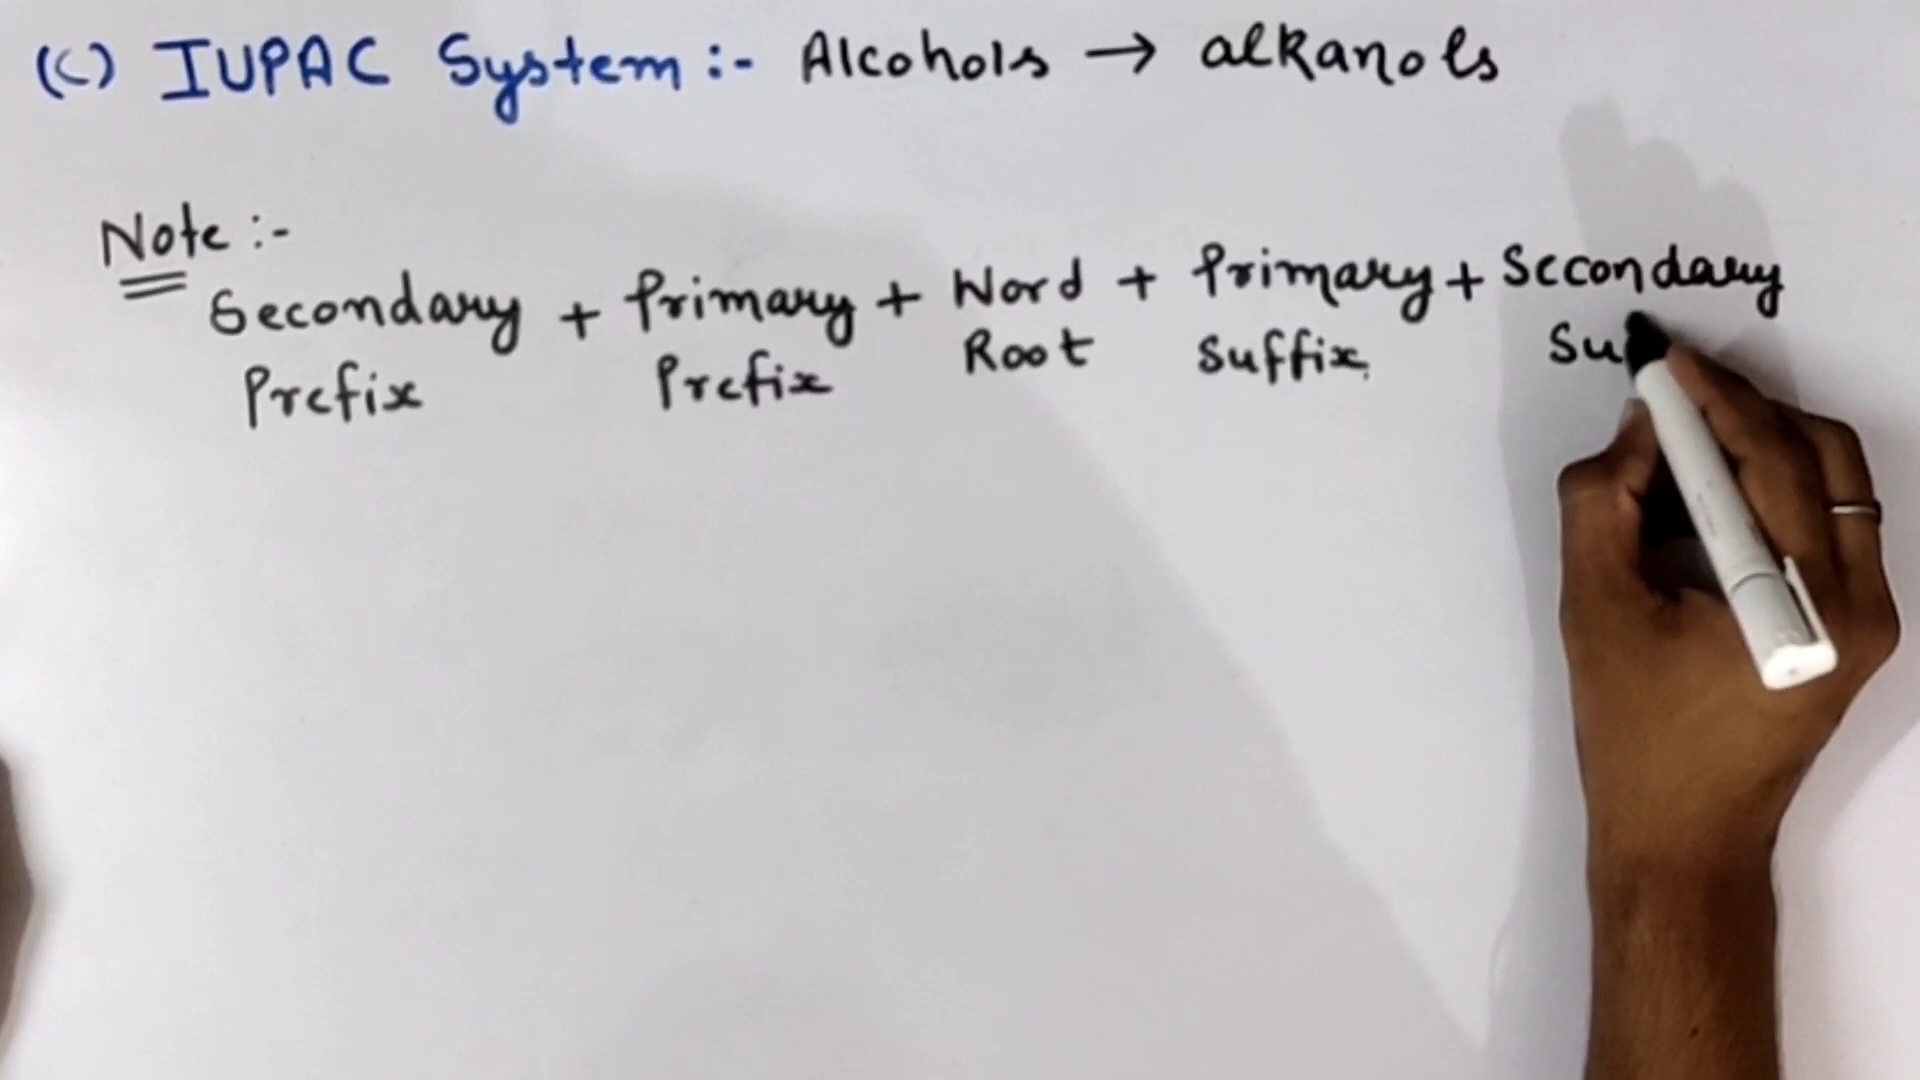 (C) IUPAC System :- Alcohols → alkanols
Note :-
Secondary + Primary + Word + Primary + Secondary
Prefix Prefix Root Suffix Su